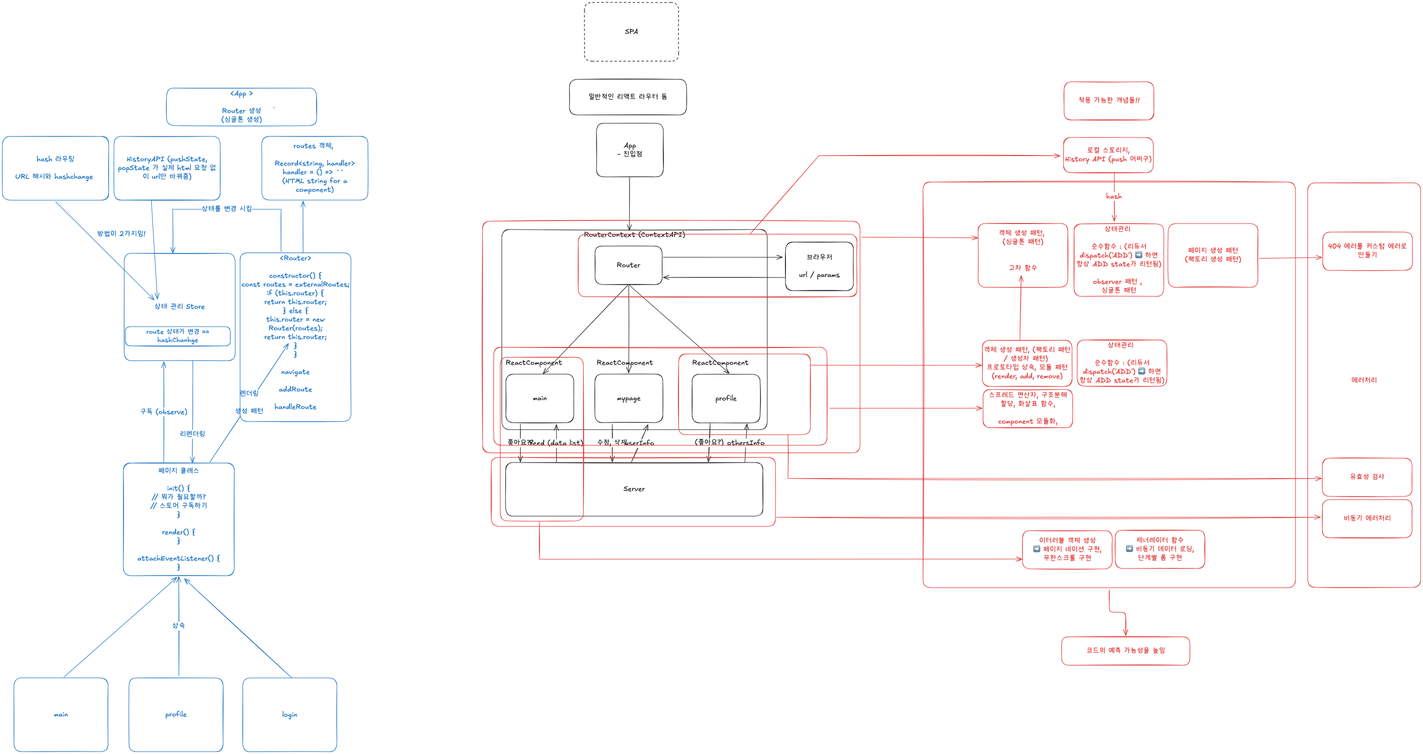 <App >
Router 생성 `
(싱글톤 생성)
hash 라우팅
URL 해시와 hashchange
HistoryAPI (pushState,
popState 가 실제 html 요청 없
이 url만 바꿔줌)
routes 객체,
Record<string, handler>
handler = () => ``
(HTML string for a
component)
상태를 변경 시킴
방법이 2가지임!
상태 관리 Store
route 상태가 변경 ==
hashChanhge
<Router>
constructor() {
const routes = externalRoutes;
if (this.router) {
return this.router;
} else {
this.router = new
Router(routes);
return this.router;
}
}
navigate
addRoute
handleRoute
렌더링
생성 패턴
구독 (observe)
리렌더링
페이지 클래스
init() {
// 뭐가 필요할까?
// 스토어 구독하기
}
render() {
}
attachEventListener() {
}
상속
main
profile
login
SPA
일반적인 리액트 라우터 돔
App
- 진입점
RouterContext (ContextAPI)
Router
브라우저
url / params
ReactComponent
ReactComponent
ReactComponent
main
mypage
profile
좋아요?
feed (data list)
수정, 삭제
userInfo
(좋아요?)
othersInfo
Server
적용 가능한 개념들!!
로컬 스토리지,
History API (push 어쩌구)
hash
객체 생성 패턴,
(싱글톤 패턴)
고차 함수
상태관리
순수함수 : (리듀서
dispatch('ADD') ➡️ 하면
항상 ADD state가 리턴됨)
observer 패턴 ,
싱글톤 패턴
페이지 생성 패턴
(팩토리 생성 패턴)
404 에러를 커스텀 에러로
만들기
객체 생성 패턴, (팩토리 패턴
/ 생성자 패턴)
프로토타입 상속, 모듈 패턴
(render, add, remove)
상태관리
순수함수 : (리듀서
dispatch('ADD') ➡️ 하면
항상 ADD state가 리턴됨)
스프레드 연산자, 구조분해
할당, 화살표 함수,
component 모듈화,
에러처리
유효성 검사
비동기 에러처리
이터러블 객체 생성
➡️ 페이지 네이션 구현,
무한스크롤 구현
제너레이터 함수
➡️ 비동기 데이터 로딩,
단계별 폼 구현
코드의 예측 가능성을 높임